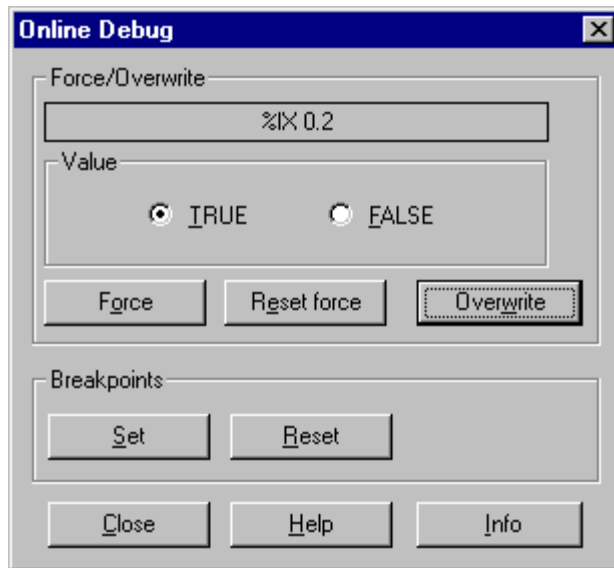 Online Debug
Force/Overwrite
%IX 0.2
Value
TRUE FALSE
Force Reset force Overwrite
Breakpoints
Set Reset
Close Help Info